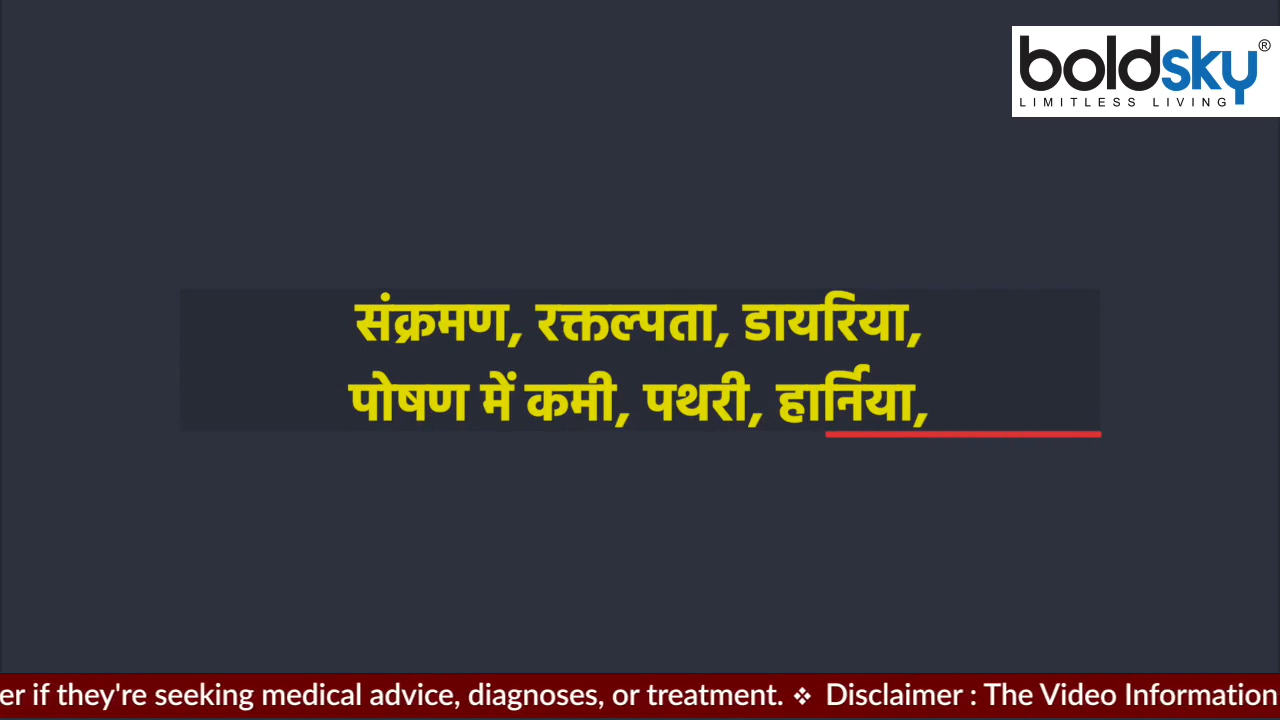 boldsky®
LIMITLESS LIVING
संक्रमण, रक्तल्पता, डायरिया,
पोषण में कमी, पथरी, हार्निया,
er if they're seeking medical advice, diagnoses, or treatment. ❖ Disclaimer : The Video Information